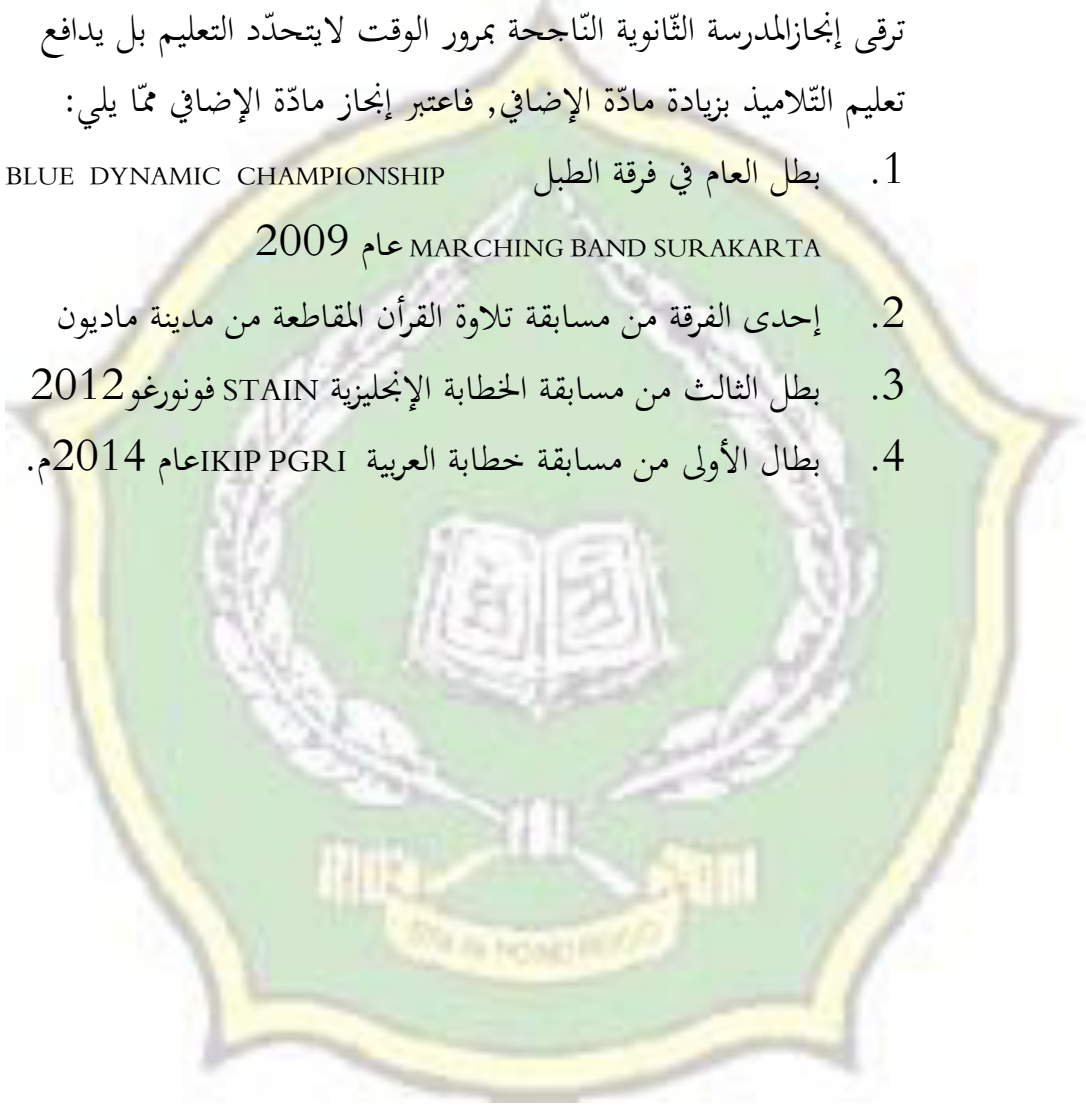 ترقى إنجازالمدرسة الثّانوية النّاجحة بمرور الوقت لايتحدّد التعليم بل يدافع
تعليم التّلاميذ بزيادة مادّة الإضافي, فاعتبر إنجاز مادّة الإضافي ممّا يلي:
1. بطل العام في فرقة الطبل BLUE DYNAMIC CHAMPIONSHIP
MARCHING BAND SURAKARTA عام 2009
2. إحدى الفرقة من مسابقة تلاوة القرأن المقاطعة من مدينة ماديون
3. بطل الثالث من مسابقة الخطابة الإنجليزية STAIN فونورغو2012
4. بطال الأولى من مسابقة خطابة العربية IKIP PGRIعام 2014م.
STAIN PONOROGO